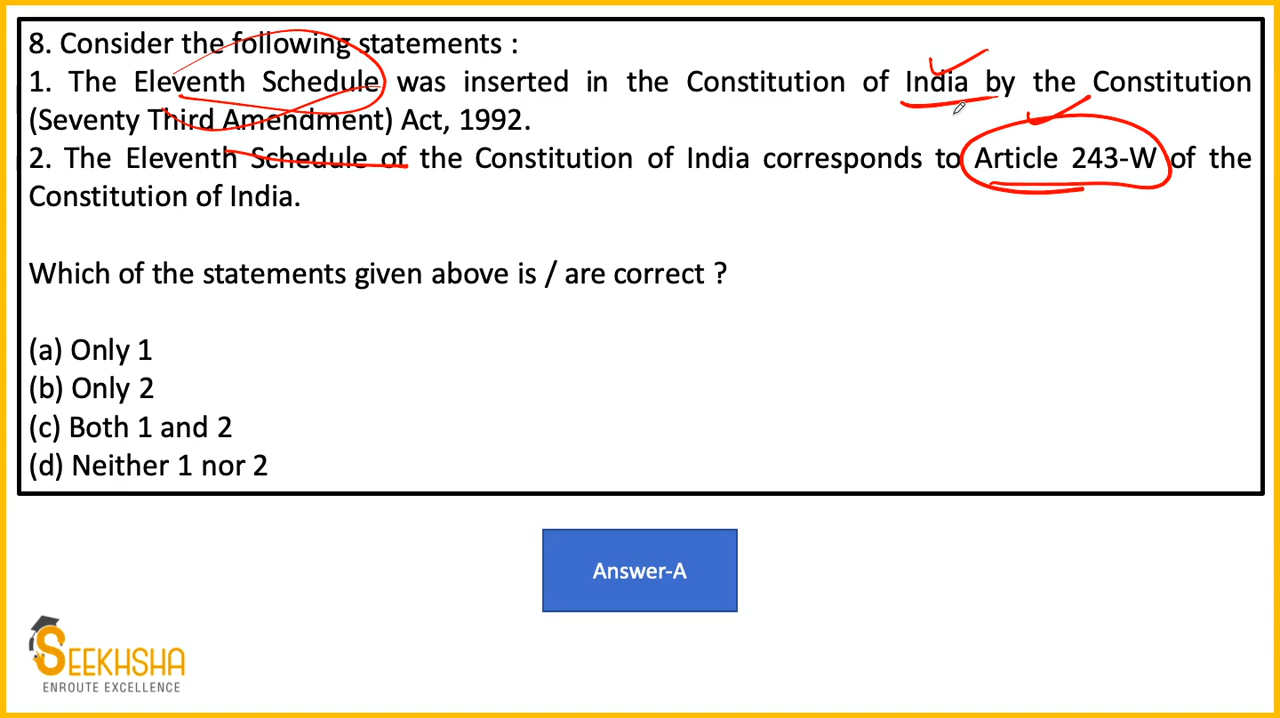 8. Consider the following statements :
1. The Eleventh Schedule was inserted in the Constitution of India by the Constitution
(Seventy Third Amendment) Act, 1992.
2. The Eleventh Schedule of the Constitution of India corresponds to Article 243-W of the
Constitution of India.
Which of the statements given above is / are correct ?
(a) Only 1
(b) Only 2
(c) Both 1 and 2
(d) Neither 1 nor 2
Answer-A
SEEKHSHA
ENROUTE EXCELLENCE